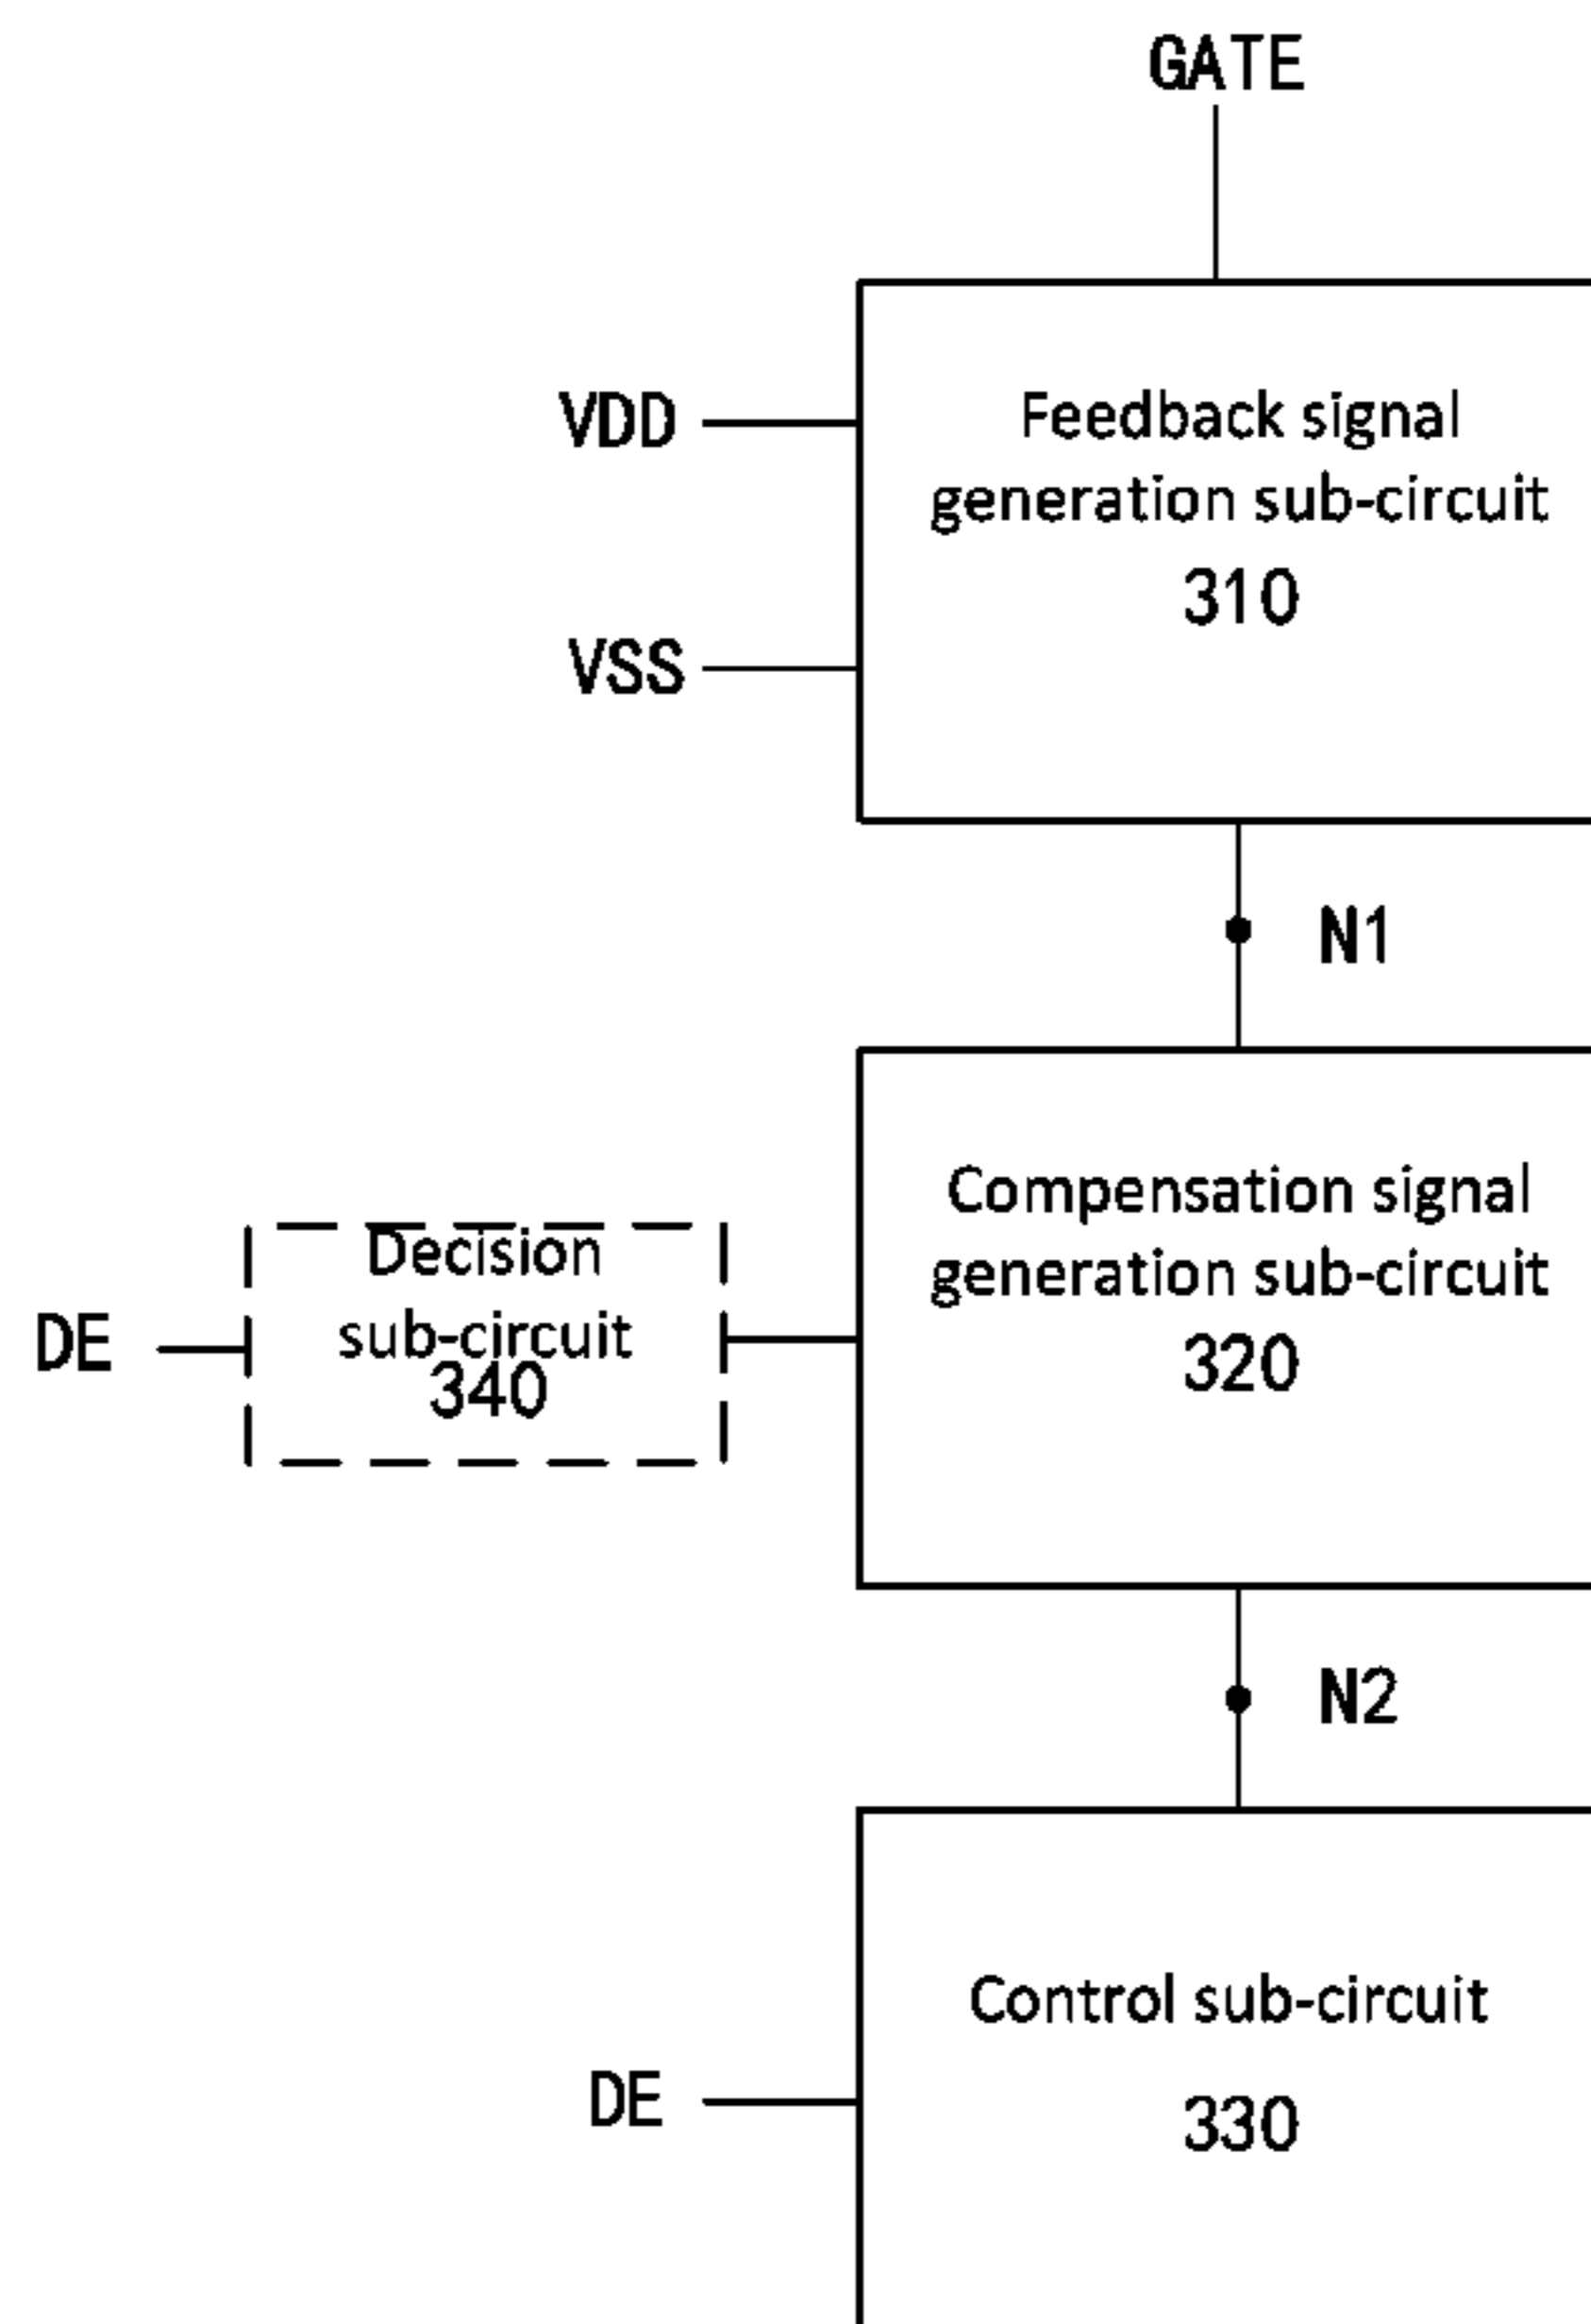 GATE
VDD
Feedback signal
generation sub-circuit
310
VSS
N1
Compensation signal
generation sub-circuit
320
Decision
sub-circuit
340
DE
N2
Control sub-circuit
330
DE